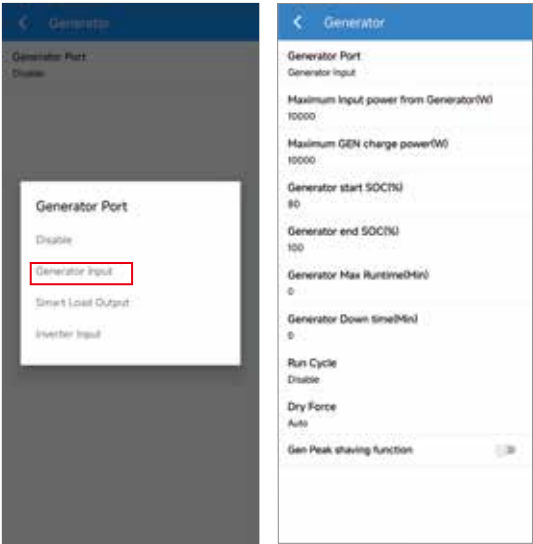 Generator
Generator Port
Disable
Generator Port
Disable
Generator Input
Smart Load Output
Inverter Input
Generator
Generator Port
Generator Input
Maximum Input power from Generator(W)
10000
Maximum GEN charge power(W)
10000
Generator start SOC(%)
80
Generator end SOC(%)
100
Generator Max Runtime(Min)
0
Generator Down time(Min)
0
Run Cycle
Disable
Dry Force
Auto
Gen Peak shaving function